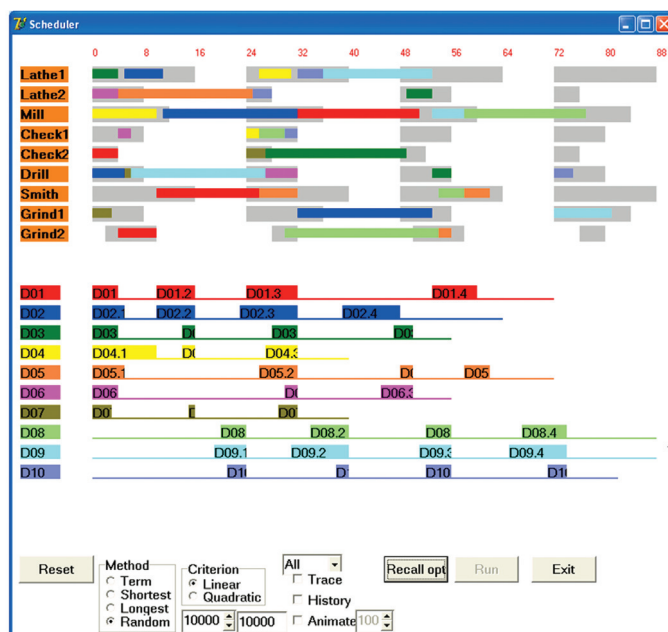 Scheduler
0 8 16 24 32 40 48 56 64 72 80 88
Lathe1
Lathe2
Mill
Check1
Check2
Drill
Smith
Grind1
Grind2
D01 D01 D01.2 D01.3 D01.4
D02 D02.1 D02.2 D02.3 D02.4
D03 D03 D03
D04 D04.1 D04.3
D05 D05.1 D05.2 D05
D06 D06 D06.3
D07
D08 D08 D08.2 D08 D08.4
D09 D09.1 D09.2 D09.3 D09.4
D10
Reset
Method
Term
Shortest
Longest
Random
Criterion
Linear
Quadratic
10000 10000
All
Trace
History
Animate 100
Recall opt
Run
Exit